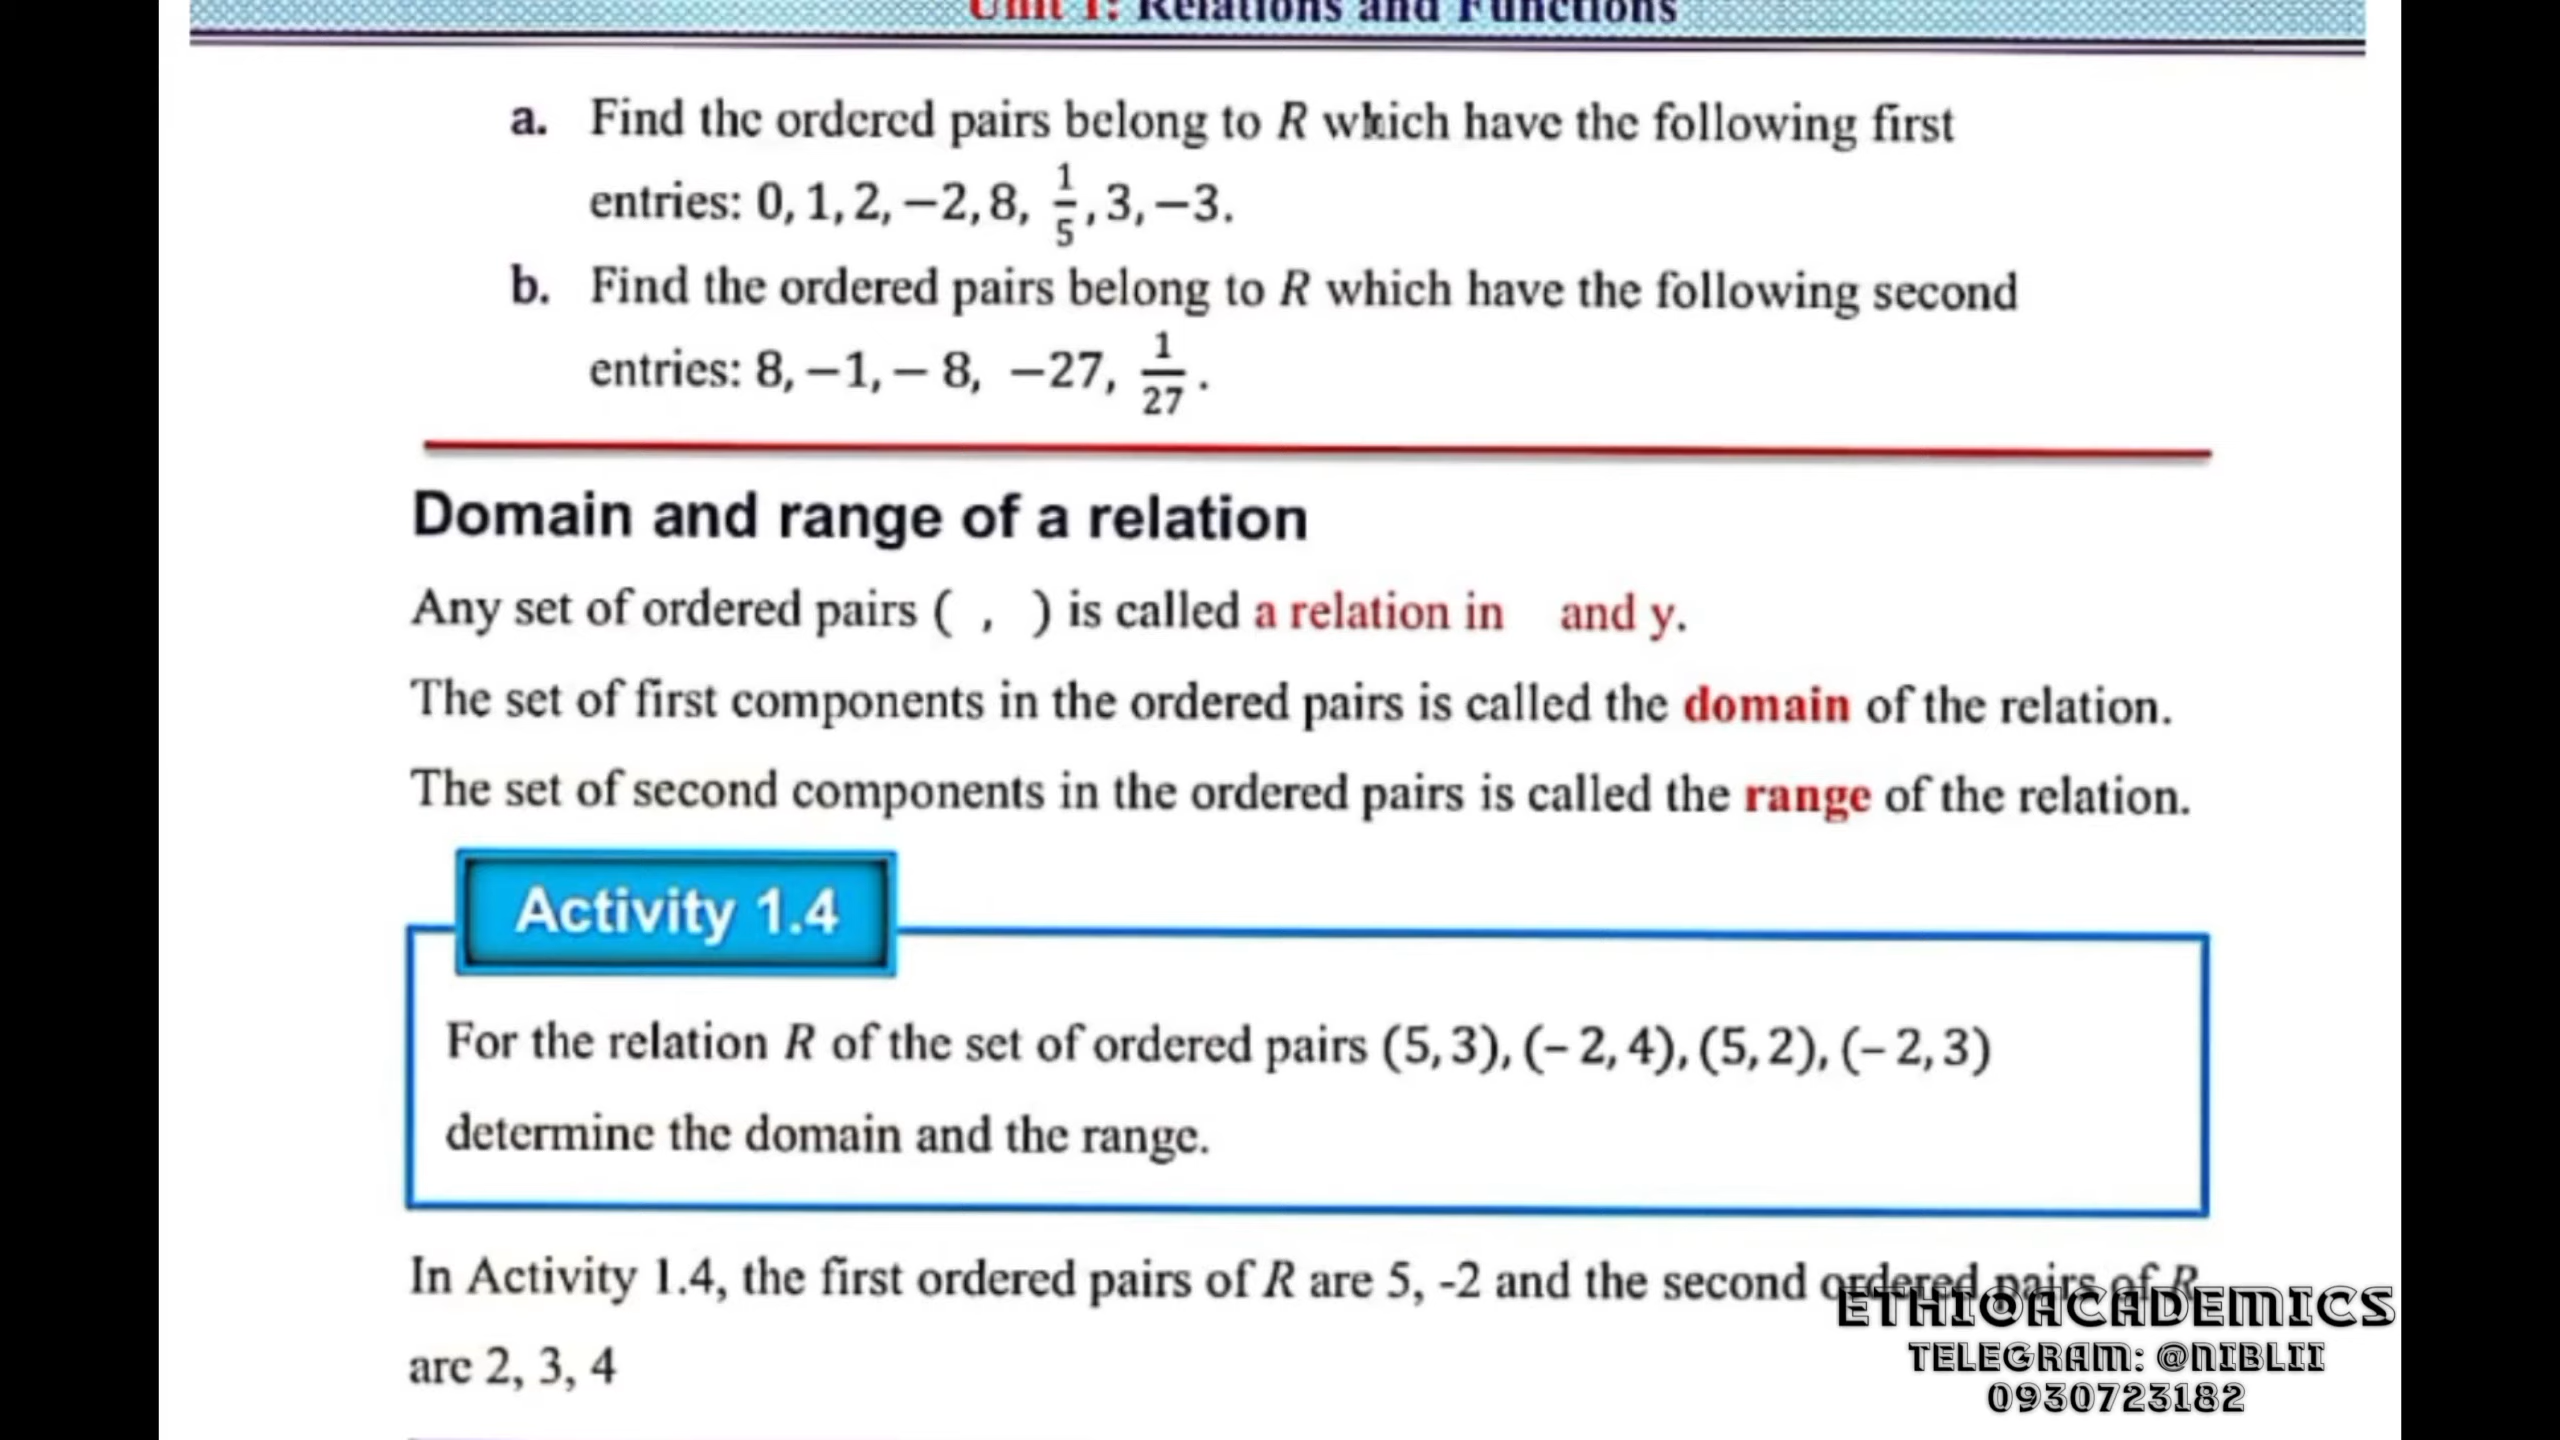 Unit 1: Relations and Functions
a. Find the ordered pairs belong to R which have the following first
entries: 0, 1, 2, −2, 8, 1/5, 3, −3.
b. Find the ordered pairs belong to R which have the following second
entries: 8, −1, − 8, −27, 1/27.
Domain and range of a relation
Any set of ordered pairs ( , ) is called a relation in and y.
The set of first components in the ordered pairs is called the domain of the relation.
The set of second components in the ordered pairs is called the range of the relation.
Activity 1.4
For the relation R of the set of ordered pairs (5, 3), (− 2, 4), (5, 2), (− 2, 3)
determine the domain and the range.
In Activity 1.4, the first ordered pairs of R are 5, -2 and the second ordered pairs of R
are 2, 3, 4
ETHIOACADEMICS
TELEGRAM: @NIBLII
0930723182